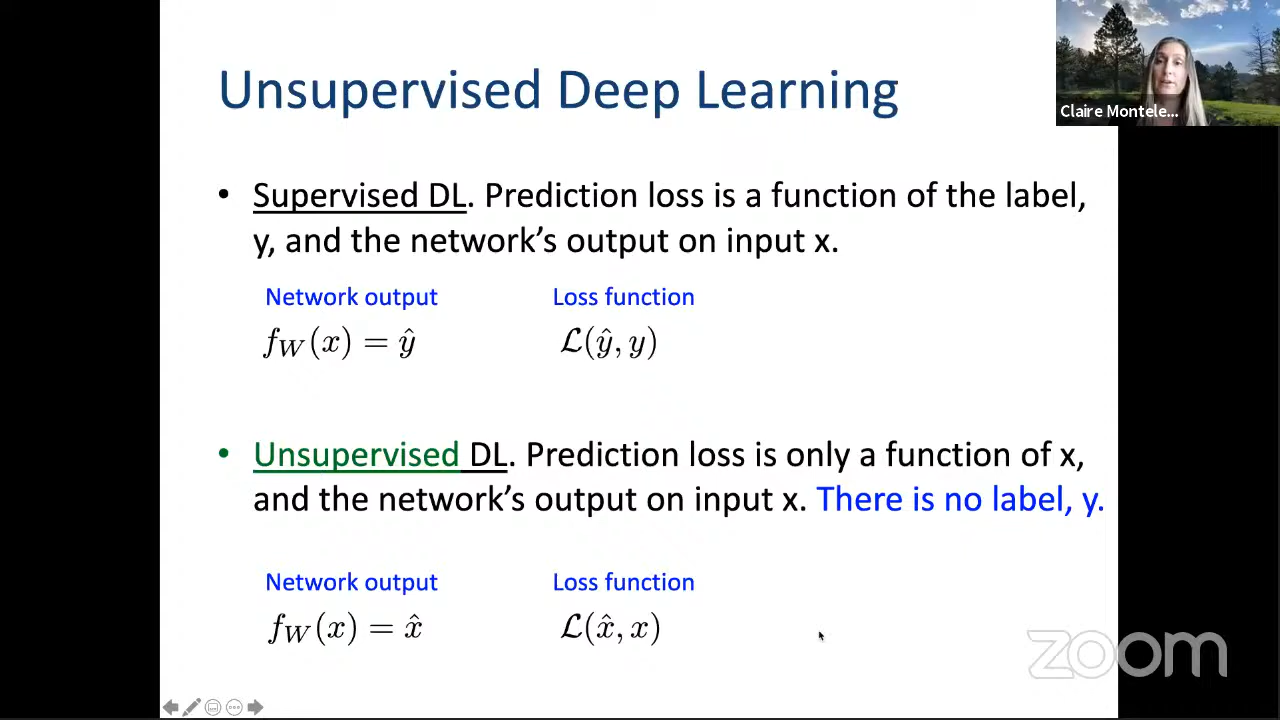 Unsupervised Deep Learning
Claire Montele...
• Supervised DL. Prediction loss is a function of the label,
y, and the network's output on input x.
Network output Loss function
f_W(x) = ŷ ℒ(ŷ, y)
• Unsupervised DL. Prediction loss is only a function of x,
and the network's output on input x. There is no label, y.
Network output Loss function
f_W(x) = x̂ ℒ(x̂, x)
zoom